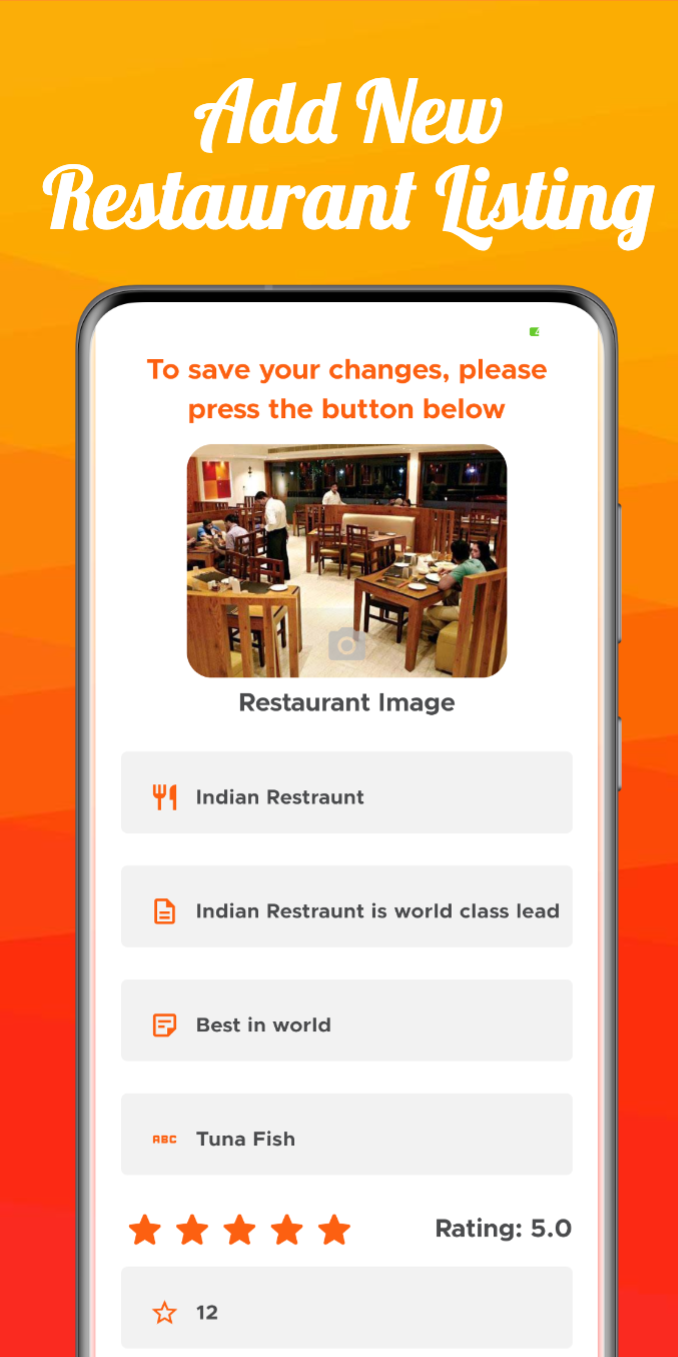 Add New
Restaurant Listing
To save your changes, please
press the button below
Restaurant Image
Indian Restraunt
Indian Restraunt is world class lead
Best in world
ABC Tuna Fish
Rating: 5.0
12